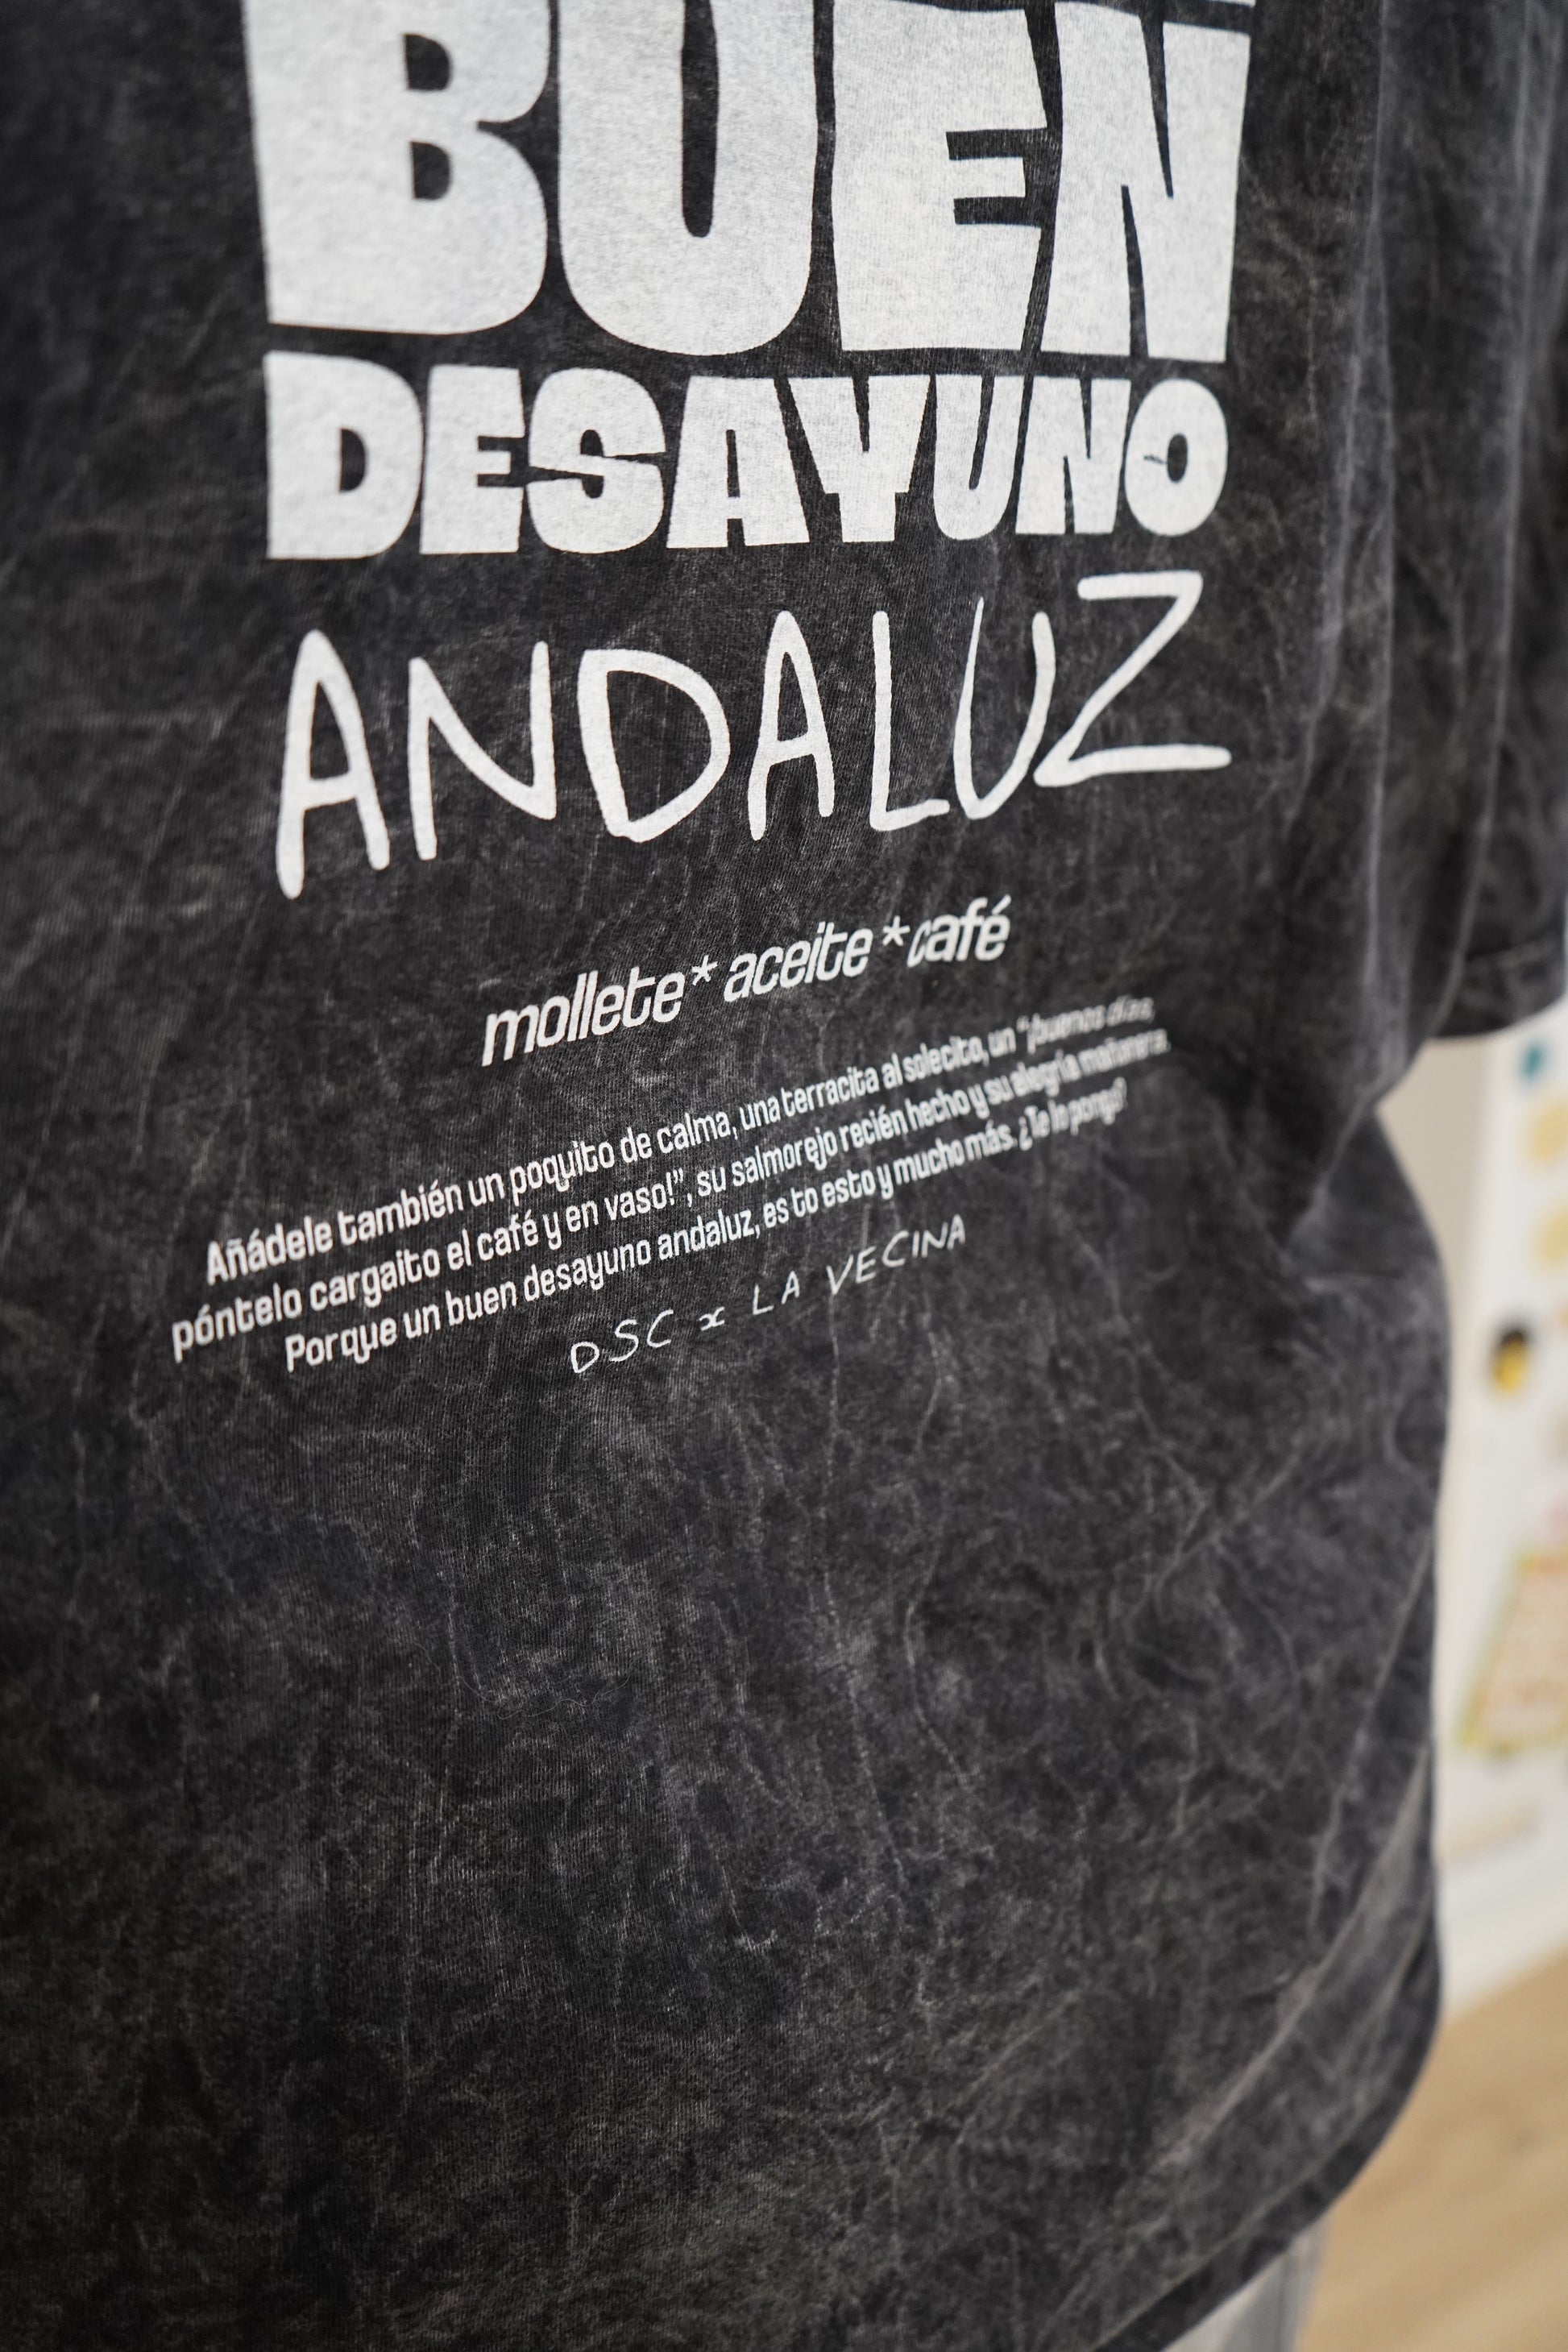 BUEN
DESAYUNO
ANDALUZ
mollete* aceite *café
Añádele también un poquito de calma, una terracita al solecito, un "¡buenos días,
póntelo cargaito el café y en vaso!", su salmorejo recién hecho y su alegría mañanera.
Porque un buen desayuno andaluz, es to esto y mucho más. ¿Te lo pongo?
DSC x LA VECINA